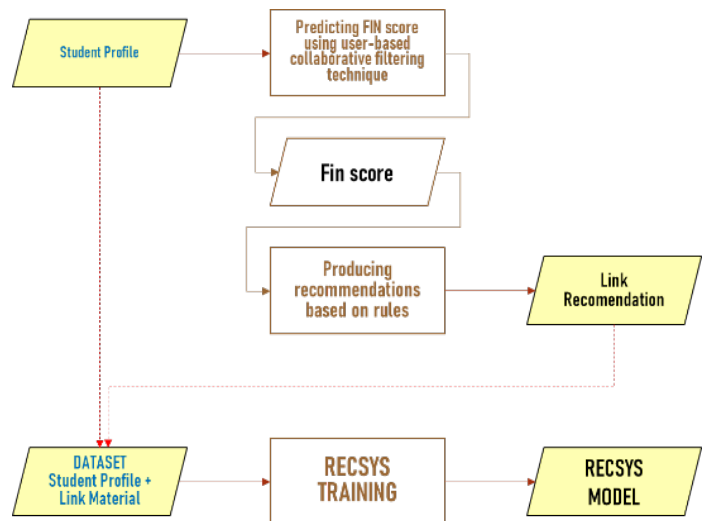 Student Profile
Predicting FIN score
using user-based
collaborative filtering
technique
Fin score
Producing
recommendations
based on rules
Link
Recomendation
DATASET
Student Profile +
Link Material
RECSYS
TRAINING
RECSYS
MODEL